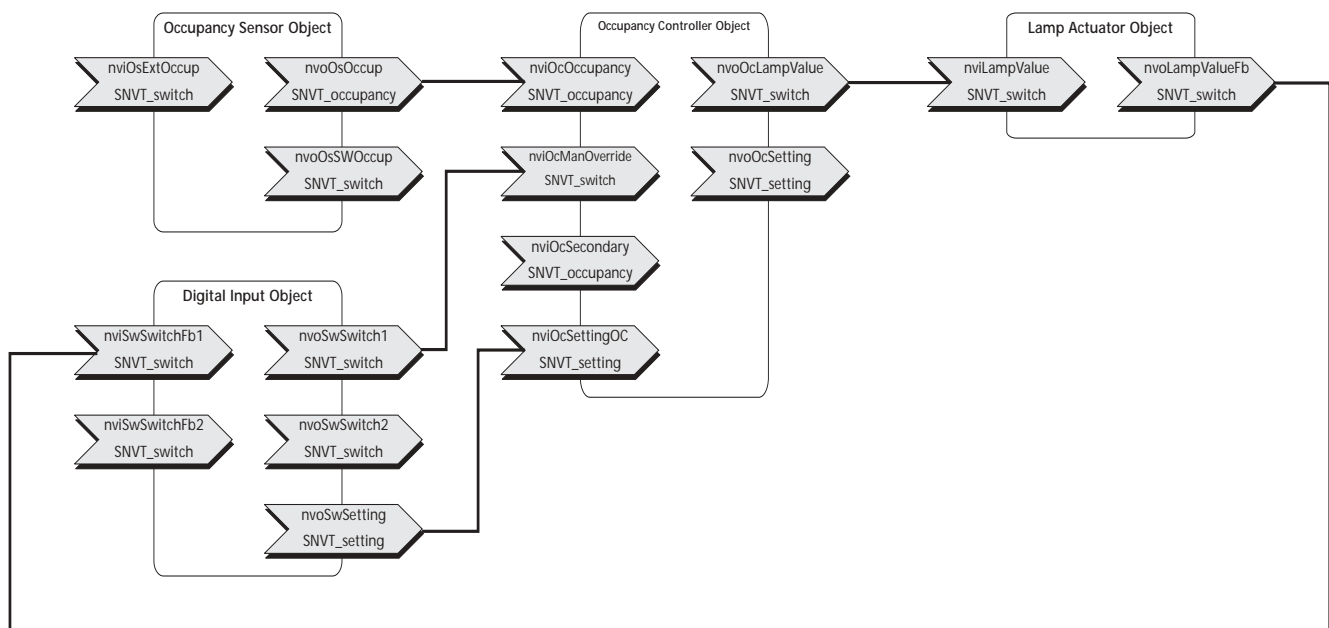 Occupancy Sensor Object
nviOsExtOccup
SNVT_switch
nvoOsOccup
SNVT_occupancy
nvoOsSWOccup
SNVT_switch
Digital Input Object
nviSwSwitchFb1
SNVT_switch
nvoSwSwitch1
SNVT_switch
nviSwSwitchFb2
SNVT_switch
nvoSwSwitch2
SNVT_switch
nvoSwSetting
SNVT_setting
Occupancy Controller Object
nviOcOccupancy
SNVT_occupancy
nvoOcLampValue
SNVT_switch
nviOcManOverride
SNVT_switch
nvoOcSetting
SNVT_setting
nviOcSecondary
SNVT_occupancy
nviOcSettingOC
SNVT_setting
Lamp Actuator Object
nviLampValue
SNVT_switch
nvoLampValueFb
SNVT_switch